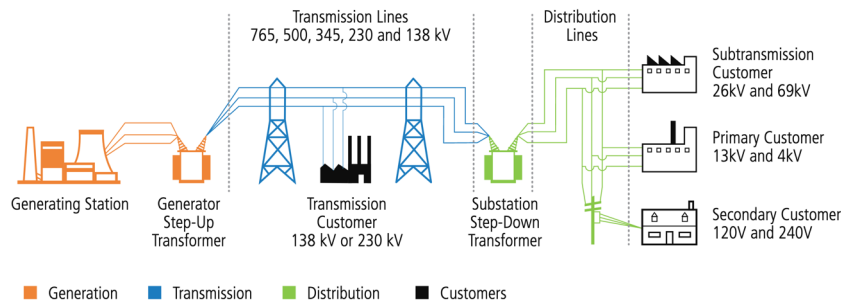 Transmission Lines
765, 500, 345, 230 and 138 kV
Distribution
Lines
Subtransmission
Customer
26kV and 69kV
Primary Customer
13kV and 4kV
Secondary Customer
120V and 240V
Generating Station
Generator
Step-Up
Transformer
Transmission
Customer
138 kV or 230 kV
Substation
Step-Down
Transformer
Generation
Transmission
Distribution
Customers